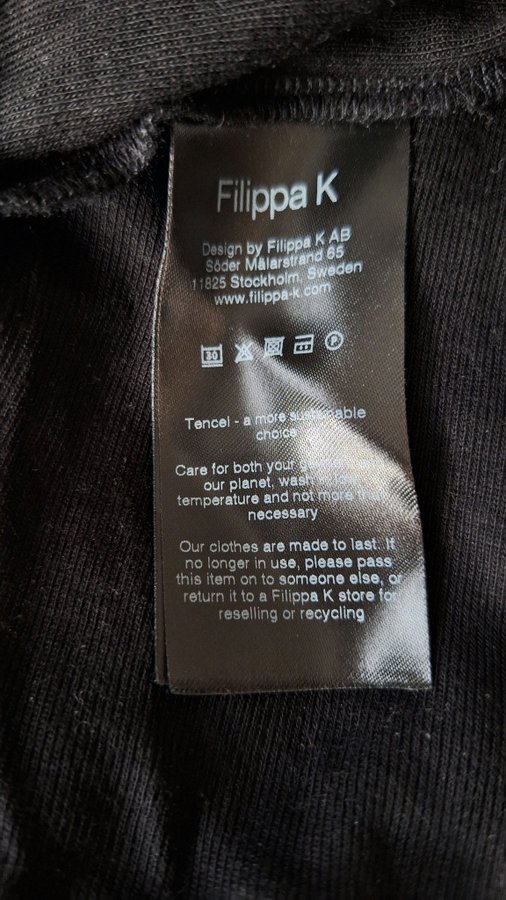 Filippa K
Design by Filippa K AB
Söder Mälarstrand 65
11825 Stockholm, Sweden
www.filippa-k.com
30 P
Tencel - a more sustainable
choice
Care for both your
our planet, wash
temperature and not more than
necessary
Our clothes are made to last. If
no longer in use, please pass
this item on to someone else, or
return it to a Filippa K store for
reselling or recycling